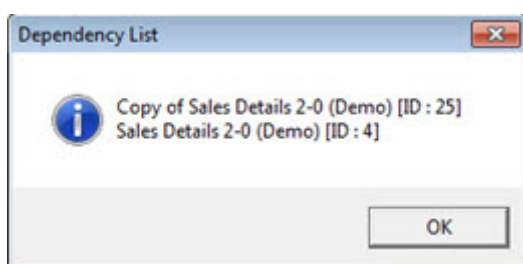 Dependency List
Copy of Sales Details 2-0 (Demo) [ID : 25]
Sales Details 2-0 (Demo) [ID : 4]
OK